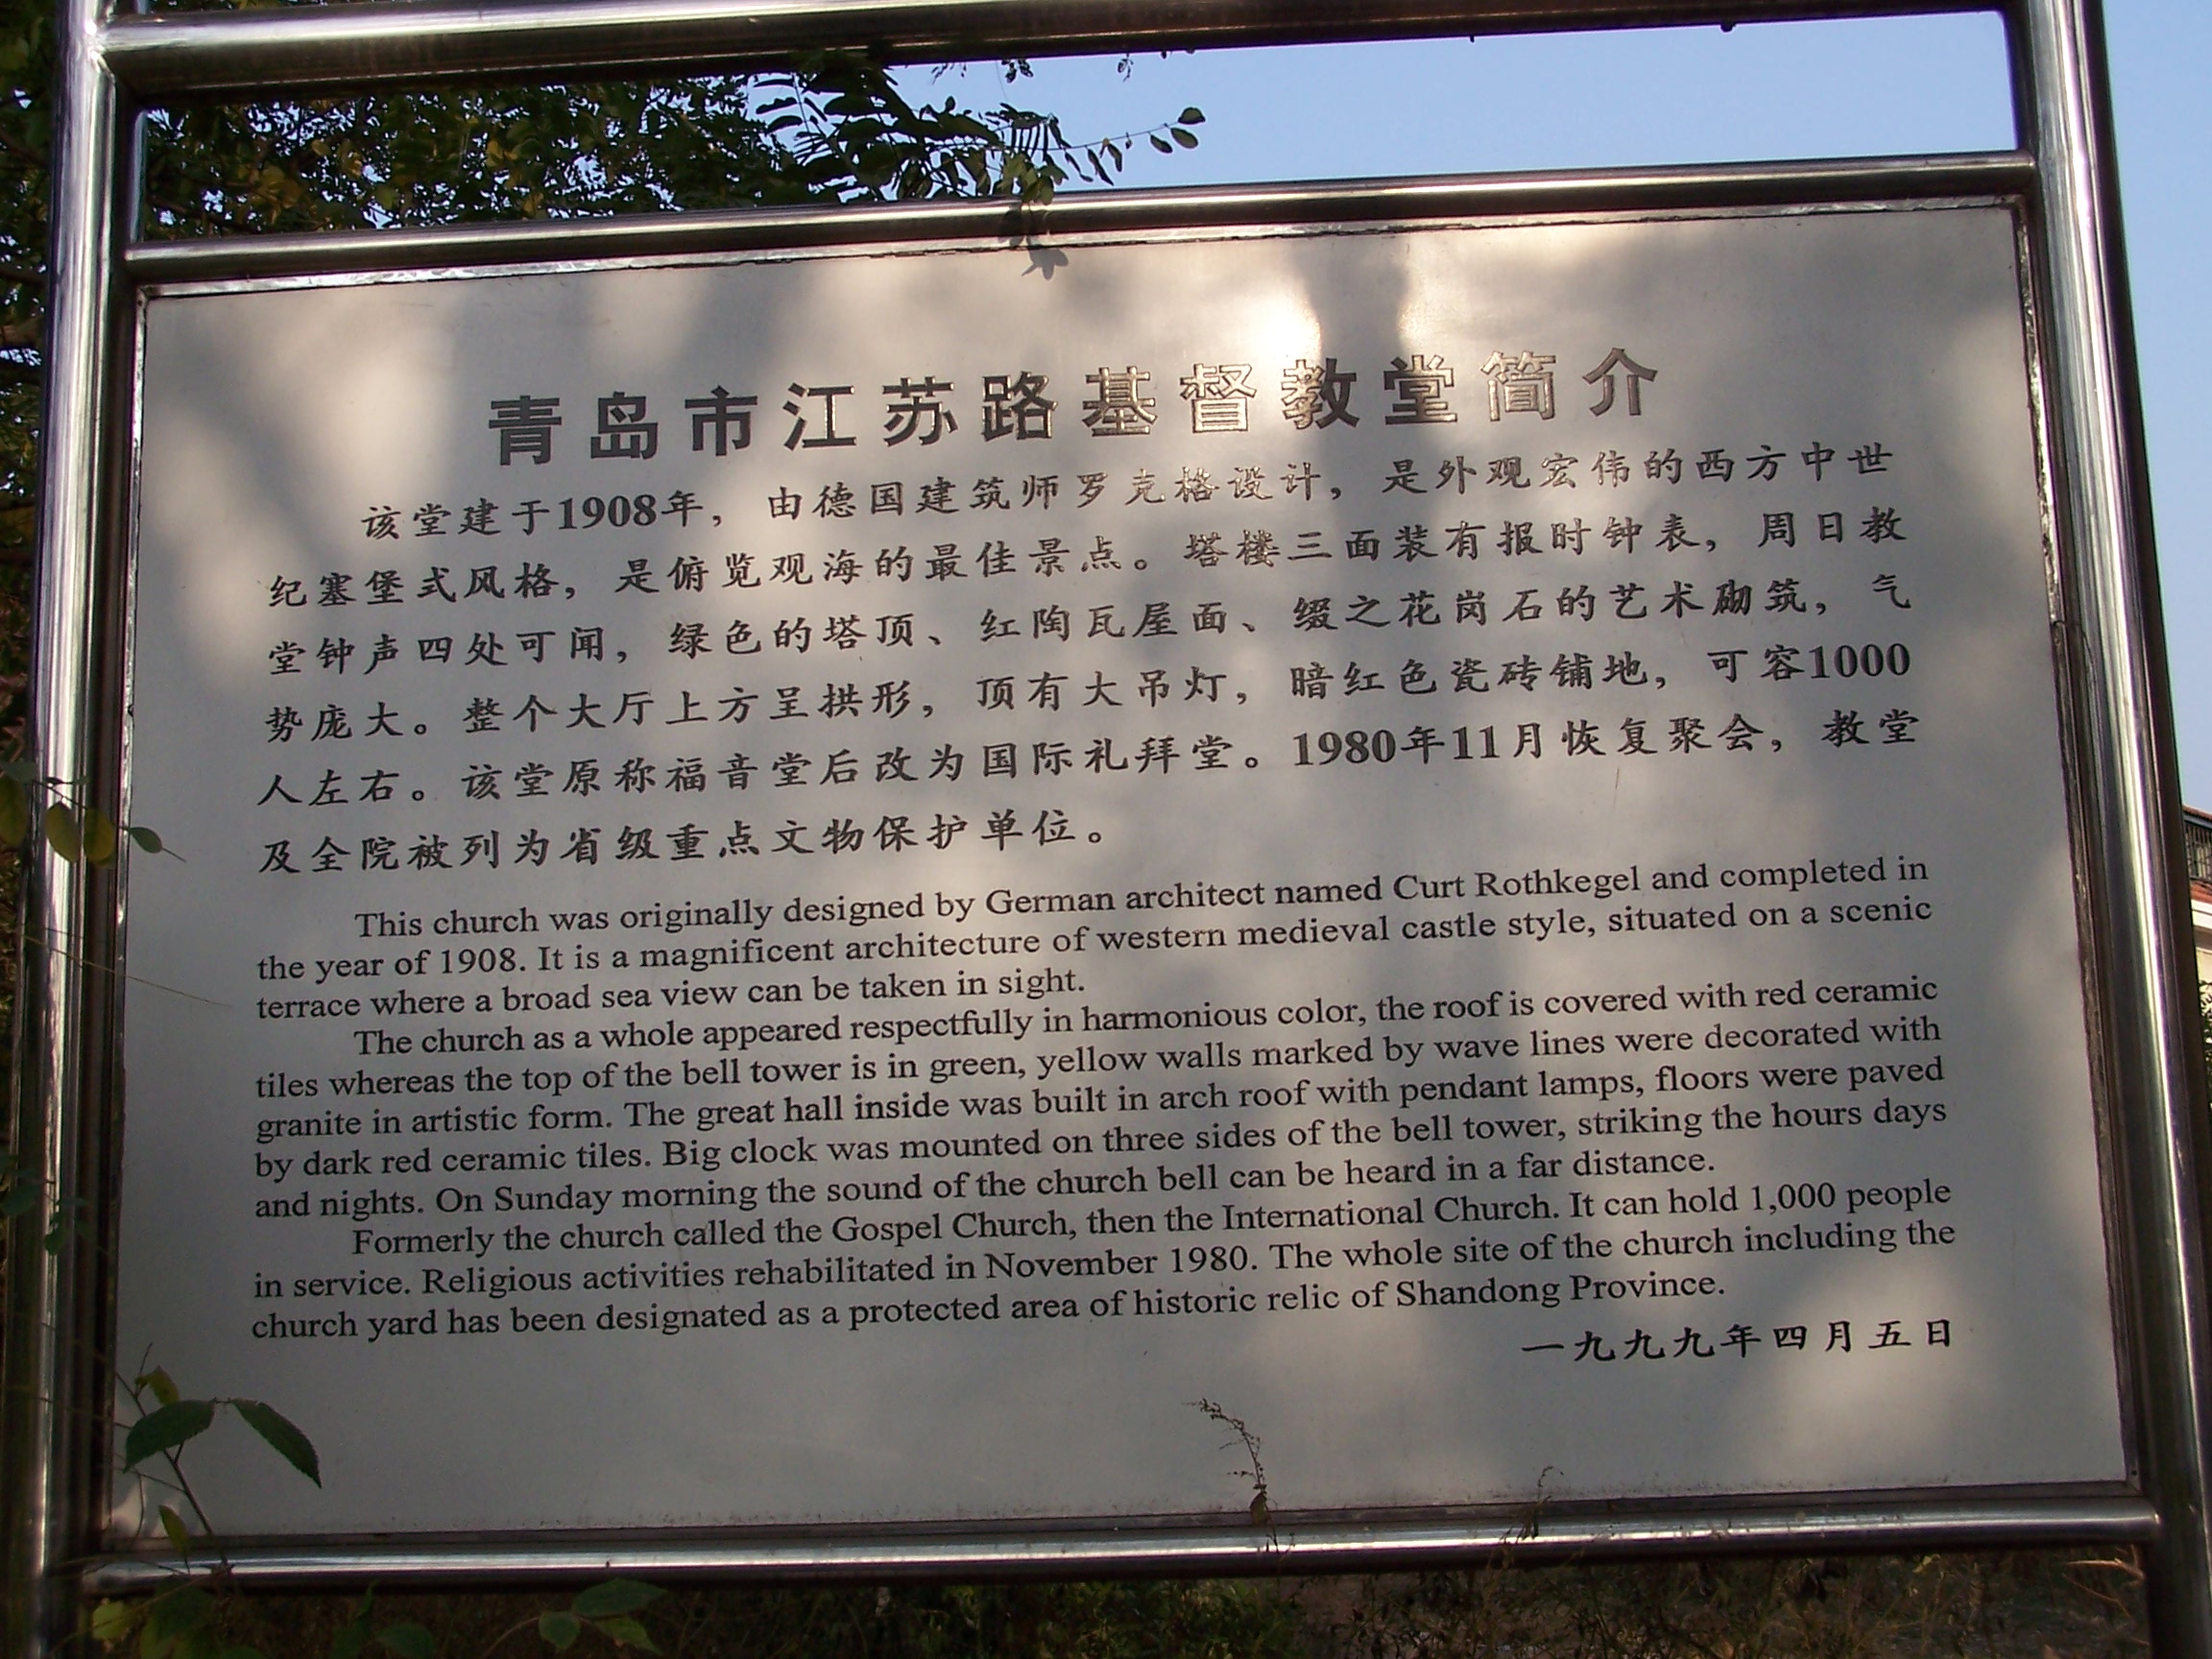 青岛市江苏路基督教堂简介
该堂建于1908年，由德国建筑师罗克格设计，是外观宏伟的西方中世
纪塞堡式风格，是俯览观海的最佳景点。塔楼三面装有报时钟表，周日教
堂钟声四处可闻，绿色的塔顶、红陶瓦屋面、缀之花岗石的艺术砌筑，气
势庞大。整个大厅上方呈拱形，顶有大吊灯，暗红色瓷砖铺地，可容1000
人左右。该堂原称福音堂后改为国际礼拜堂。1980年11月恢复聚会，教堂
及全院被列为省级重点文物保护单位。
This church was originally designed by German architect named Curt Rothkegel and completed in
the year of 1908. It is a magnificent architecture of western medieval castle style, situated on a scenic
terrace where a broad sea view can be taken in sight.
The church as a whole appeared respectfully in harmonious color, the roof is covered with red ceramic
tiles whereas the top of the bell tower is in green, yellow walls marked by wave lines were decorated with
granite in artistic form. The great hall inside was built in arch roof with pendant lamps, floors were paved
by dark red ceramic tiles. Big clock was mounted on three sides of the bell tower, striking the hours days
and nights. On Sunday morning the sound of the church bell can be heard in a far distance.
Formerly the church called the Gospel Church, then the International Church. It can hold 1,000 people
in service. Religious activities rehabilitated in November 1980. The whole site of the church including the
church yard has been designated as a protected area of historic relic of Shandong Province.
一九九九年四月五日